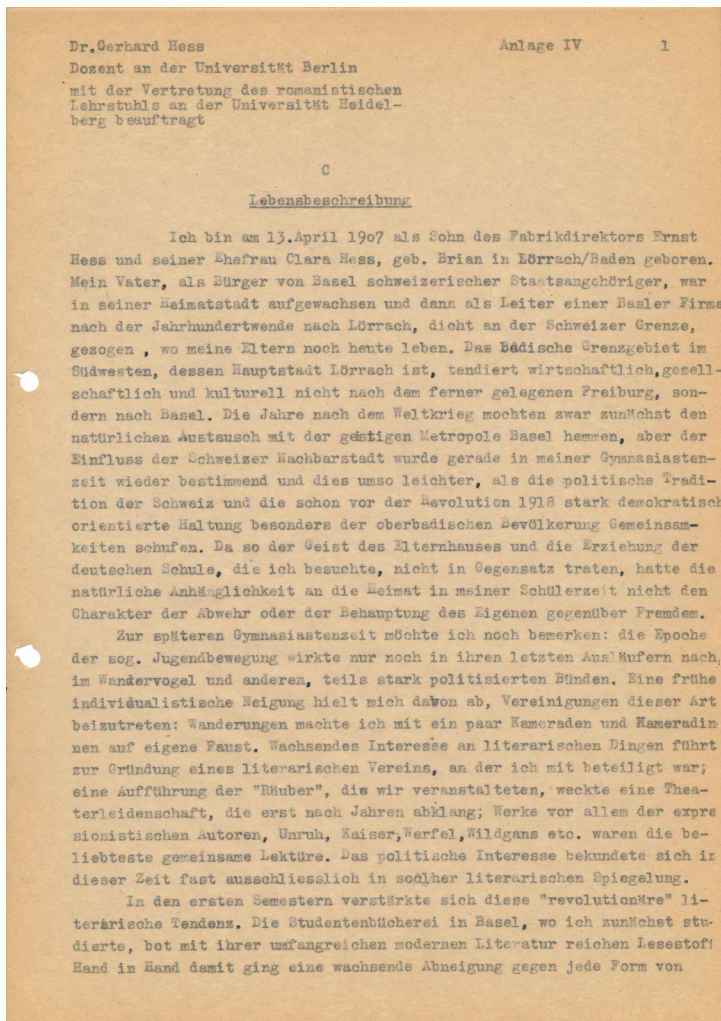 Dr.Gerhard Hess Anlage IV 1
Dozent an der Universität Berlin
mit der Vertretung des romanistischen
Lehrstuhls an der Universität Heidel-
berg beauftragt
C
Lebensbeschreibung
Ich bin am 13.April 1907 als Sohn des Fabrikdirektors Ernst
Hess und seiner Ehefrau Clara Hess, geb. Brian in Lörrach/Baden geboren.
Mein Vater, als Bürger von Basel schweizerischer Staatsangehöriger, war
in seiner Heimatstadt aufgewachsen und dann als Leiter einer Basler Firma
nach der Jahrhundertwende nach Lörrach, dicht an der Schweizer Grenze,
gezogen , wo meine Eltern noch heute leben. Das Badische Grenzgebiet im
Südwesten, dessen Hauptstadt Lörrach ist, tendiert wirtschaftlich,gesell-
schaftlich und kulturell nicht nach dem ferner gelegenen Freiburg, son-
dern nach Basel. Die Jahre nach dem Weltkrieg mochten zwar zunächst den
natürlichen Austausch mit der geistigen Metropole Basel hemmen, aber der
Einfluss der Schweizer Nachbarstadt wurde gerade in meiner Gymnasiasten-
zeit wieder bestimmend und dies umso leichter, als die politische Tradi-
tion der Schweiz und die schon vor der Revolution 1918 stark demokratisch
orientierte Haltung besonders der oberbadischen Bevölkerung Gemeinsam-
keiten schufen. Da so der Geist des Elternhauses und die Erziehung der
deutschen Schule, die ich besuchte, nicht in Gegensatz traten, hatte die
natürliche Anhänglichkeit an die Heimat in meiner Schülerzeit nicht den
Charakter der Abwehr oder der Behauptung des Eigenen gegenüber Fremdem.
Zur späteren Gymnasiastenzeit möchte ich noch bemerken: die Epoche
der sog. Jugendbewegung wirkte nur noch in ihren letzten Ausläufern nach,
im Wandervogel und anderen, teils stark politisierten Bünden. Eine frühe
individualistische Neigung hielt mich davon ab, Vereinigungen dieser Art
beizutreten: Wanderungen machte ich mit ein paar Kameraden und Kameradin
nen auf eigene Faust. Wachsendes Interesse an literarischen Dingen führt
zur Gründung eines literarischen Vereins, an der ich mit beteiligt war;
eine Aufführung der "Räuber", die wir veranstalteten, weckte eine Thea-
terleidenschaft, die erst nach Jahren abklang; Werke vor allem der expre
sionistischen Autoren, Unruh, Kaiser,Werfel,Wildgans etc. waren die be-
liebteste gemeinsame Lektüre. Das politische Interesse bekundete sich in
dieser Zeit fast ausschliesslich in solcher literarischen Spiegelung.
In den ersten Semestern verstärkte sich diese "revolutionäre" li-
terarische Tendenz. Die Studentenbücherei in Basel, wo ich zunächst stu-
dierte, bot mit ihrer umfangreichen modernen Literatur reichen Lesestoff
Hand in Hand damit ging eine wachsende Abneigung gegen jede Form von